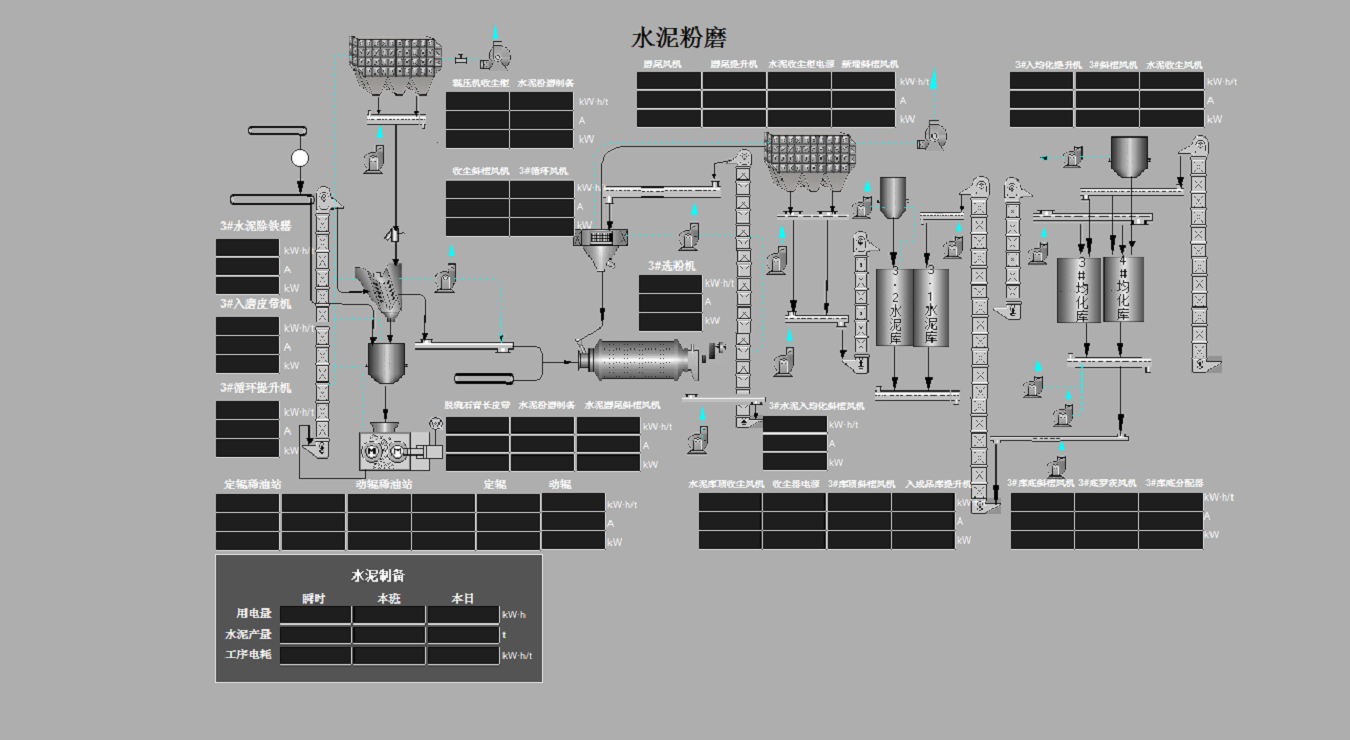 水泥粉磨
磨尾风机 磨尾提升机 水泥收尘柜电源 新增斜槽风机
kW·h/t
A
kW
3#入均化提升机 3#斜槽风机 水泥收尘风机
kW·h/t
A
kW
辊压机收尘柜 水泥粉磨制备
kW·h/t
A
kW
收尘斜槽风机 3#循环风机
kW·h
A
kW
3#水泥除铁器
kW·h/t
A
kW
3#选粉机
kW·h/t
A
kW
3·2水泥库
3·1水泥库
3#均化库
4#均化库
3#入磨皮带机
kW·h/t
A
kW
3#循环提升机
kW·h/t
A
kW
M M
脱硫石膏长皮带 水泥粉磨制备 水泥磨尾斜槽风机
kW·h/t
A
kW
3#水泥入均化斜槽风机
kW·h/t
A
kW
定辊稀油站 动辊稀油站 定辊 动辊
kW·h/t
A
kW
水泥库顶收尘风机 收尘器电源 3#库顶斜槽风机 入成品库提升机
kW
A
kW
3#库底斜槽风机 3#底罗茨风机 3#库底分配器
kW·h/t
A
kW
水泥制备
瞬时 本班 本日
用电量 kW·h
水泥产量 t
工序电耗 kW·h/t